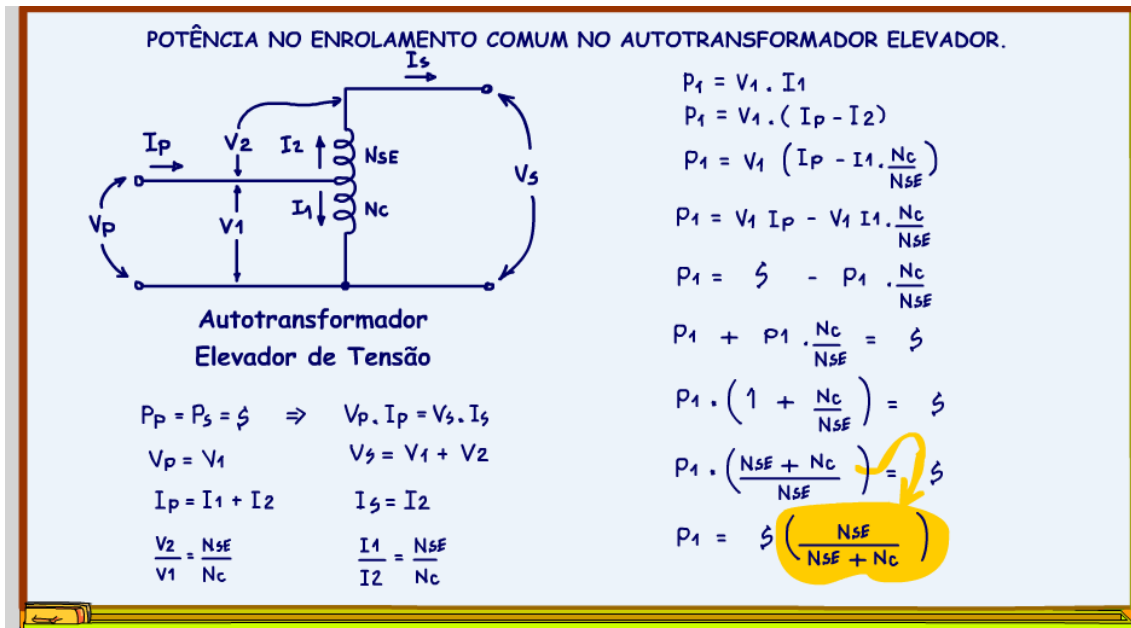 POTÊNCIA NO ENROLAMENTO COMUM NO AUTOTRANSFORMADOR ELEVADOR.
Is
Ip V2 I2 NSE
Vs
I1 Nc
Vp V1
Autotransformador
Elevador de Tensão
Pp = Ps = $ ⇒ Vp. Ip = Vs. Is
Vp = V1 Vs = V1 + V2
Ip = I1 + I2 Is = I2
V2/V1 = NSE/Nc I1/I2 = NSE/Nc
P1 = V1 . I1
P1 = V1 . ( Ip - I2)
P1 = V1 (Ip - I1. Nc/NSE)
P1 = V1 Ip - V1 I1. Nc/NSE
P1 = $ - P1 . Nc/NSE
P1 + P1 . Nc/NSE = $
P1 . (1 + Nc/NSE) = $
P1 . (NSE + Nc/NSE) = $
P1 = $ (NSE/NSE + Nc)